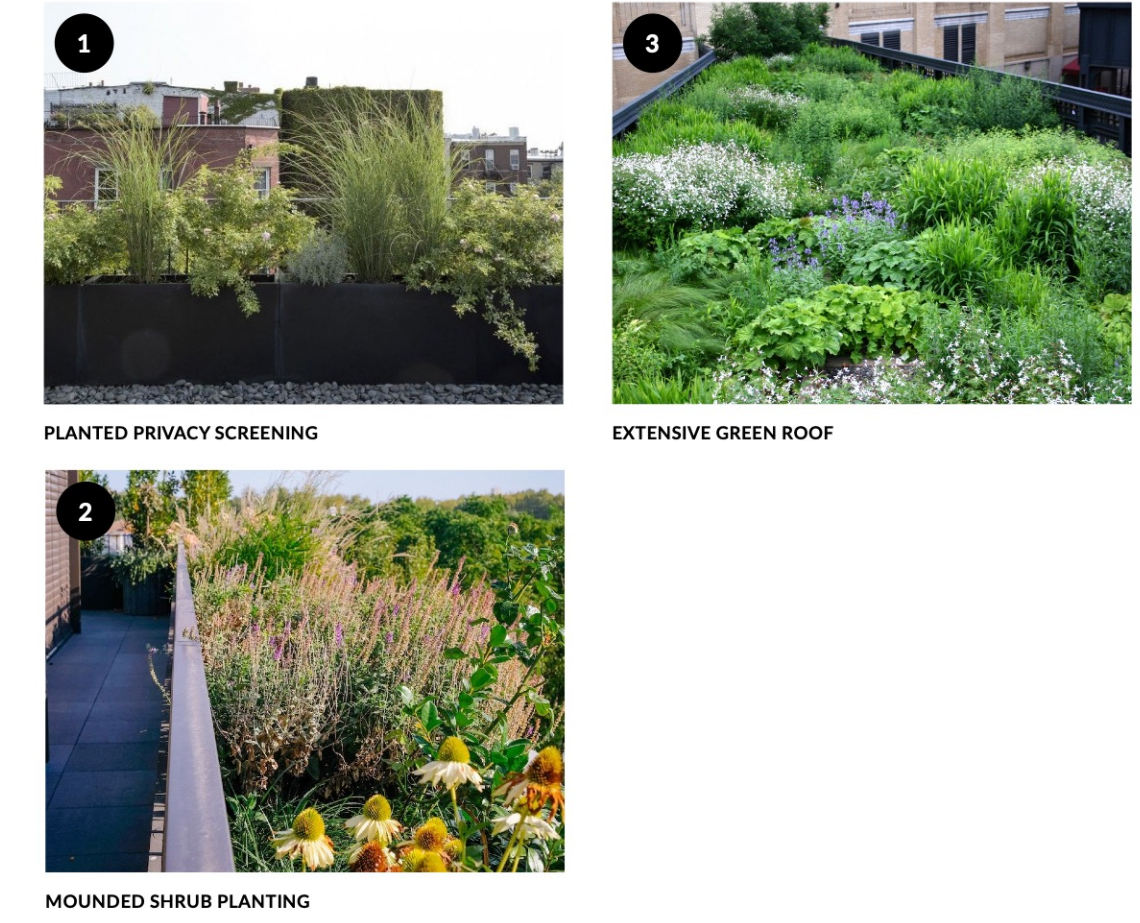 1
PLANTED PRIVACY SCREENING
2
MOUNDED SHRUB PLANTING
3
EXTENSIVE GREEN ROOF